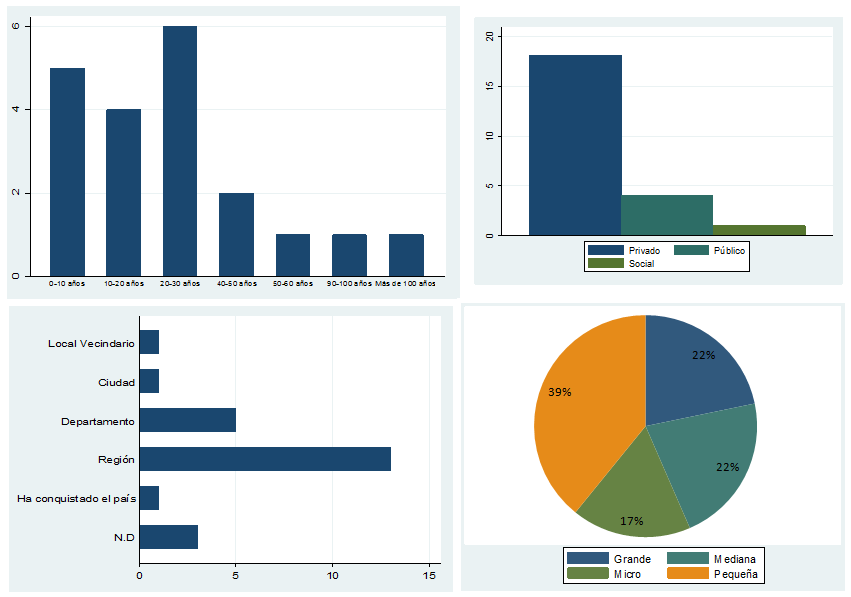 6
4
2
0
0-10 años 10-20 años 20-30 años 40-50 años 50-60 años 90-100 años Más de 100 años
20
15
10
5
0
Privado Público
Social
Local Vecindario
Ciudad
Departamento
Región
Ha conquistado el país
N.D
0 5 10 15
22%
39%
22%
17%
Grande Mediana
Micro Pequeña